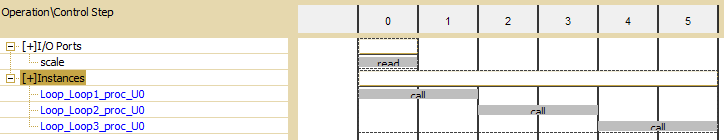 Operation\Control Step
0 1 2 3 4 5
[+]I/O Ports
scale read
[+]Instances
Loop_Loop1_proc_U0 call
Loop_Loop2_proc_U0 call
Loop_Loop3_proc_U0 call